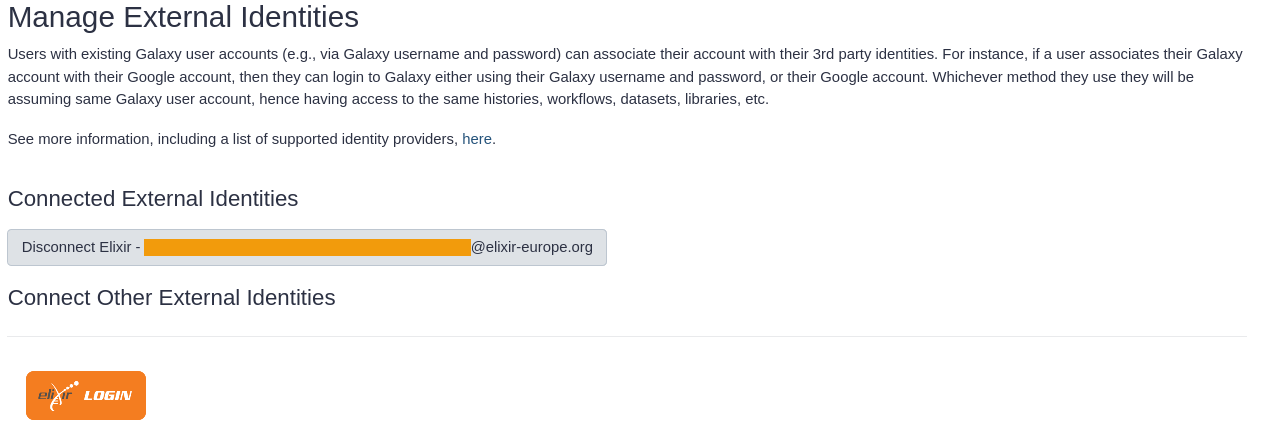 Manage External Identities
Users with existing Galaxy user accounts (e.g., via Galaxy username and password) can associate their account with their 3rd party identities. For instance, if a user associates their Galaxy
account with their Google account, then they can login to Galaxy either using their Galaxy username and password, or their Google account. Whichever method they use they will be
assuming same Galaxy user account, hence having access to the same histories, workflows, datasets, libraries, etc.
See more information, including a list of supported identity providers, here.
Connected External Identities
Disconnect Elixir - @elixir-europe.org
Connect Other External Identities
elixir LOGIN